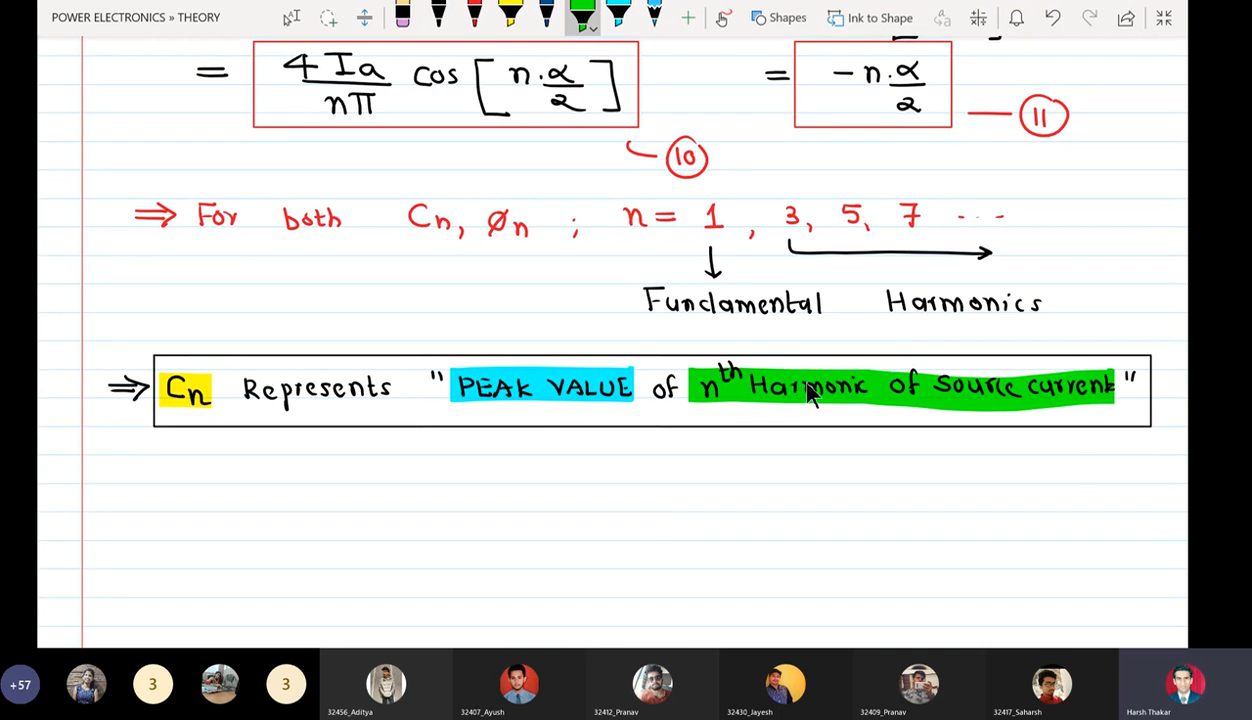 POWER ELECTRONICS » THEORY
Shapes
Ink to Shape
= 4 Ia / nπ cos [ n. α/2 ]
= - n. α/2
11
10
⇒ For both Cn, Øn ; n = 1 , 3, 5, 7 ...
↓
Fundamental Harmonics
⇒ Cn Represents "PEAK VALUE of nth Harmonic of Source current"
+57
3
3
32456_Aditya
32407_Ayush
32412_Pranav
32430_Jayesh
32409_Pranav
32417_Saharsh
Harsh Thakar